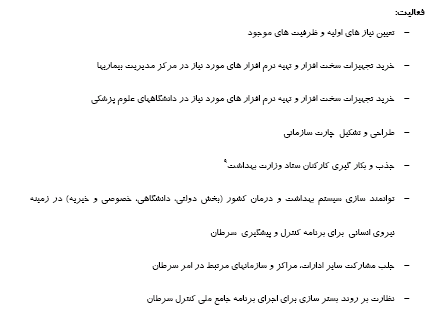 فعالیت:
- تعیین نیاز های اولیه و ظرفیت های موجود
- خرید تجهیزات سخت افزار و تهیه نرم افزار های مورد نیاز در مرکز مدیریت بیماریها
- خرید تجهیزات سخت افزار و تهیه نرم افزار های مورد نیاز در دانشگاههای علوم پزشکی
- طراحی و تشکیل چارت سازمانی
- جذب و بکار گیری کارکنان ستاد وزارت بهداشت
- توانمند سازی سیستم بهداشت و درمان کشور (بخش دولتی، دانشگاهی، خصوصی و خیریه) در زمینه
نیروی انسانی برای برنامه کنترل و پیشگیری سرطان
- جلب مشارکت سایر ادارات، مراکز و سازمانهای مرتبط در امر سرطان
- نظارت بر روند بستر سازی برای اجرای برنامه جامع ملی کنترل سرطان